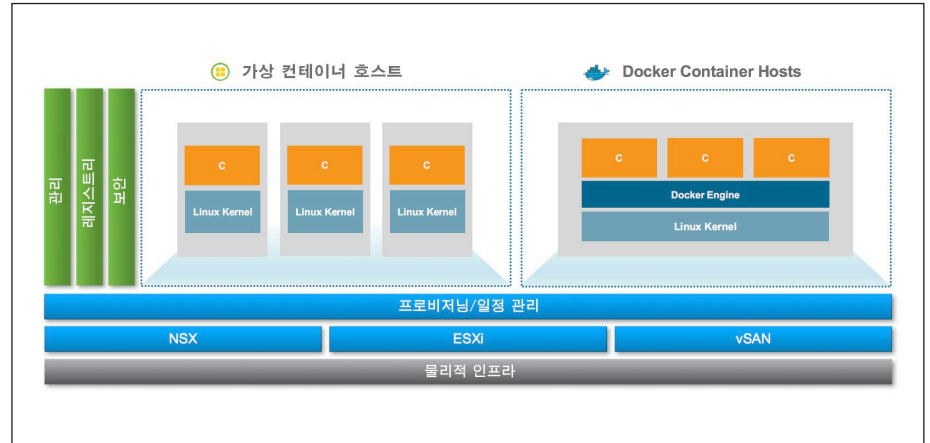 가상 컨테이너 호스트
Docker Container Hosts
관리
레지스트리
보안
C
C
C
Linux Kernel
Linux Kernel
Linux Kernel
C
C
C
Docker Engine
Linux Kernel
프로비저닝/일정 관리
NSX
ESXi
vSAN
물리적 인프라